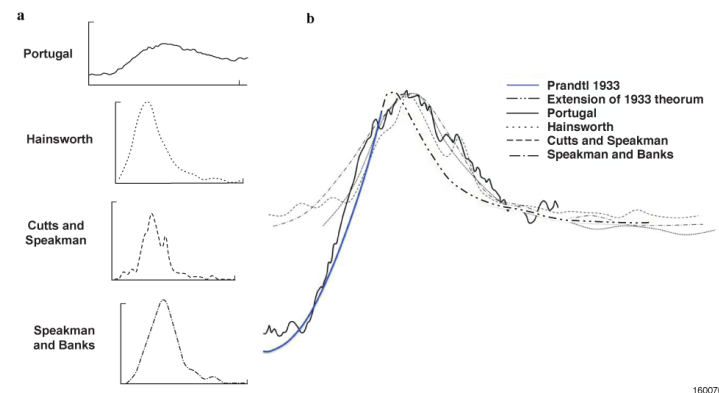 a
b
Portugal
Hainsworth
Cutts and
Speakman
Speakman
and Banks
Prandtl 1933
Extension of 1933 theorum
Portugal
Hainsworth
Cutts and Speakman
Speakman and Banks